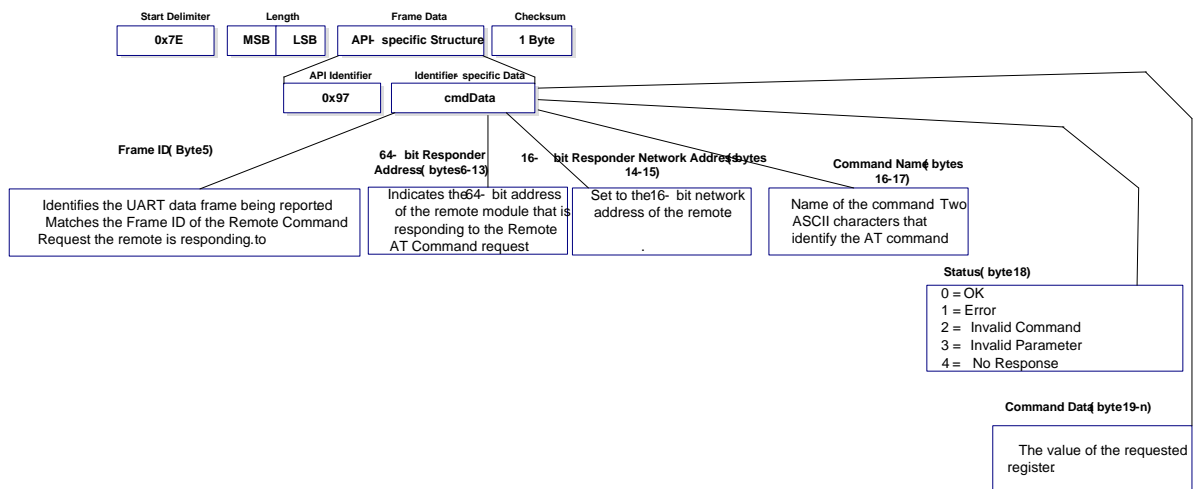 Start Delimiter Length Frame Data Checksum
0x7E MSB LSB API- specific Structure 1 Byte
API Identifier Identifier- specific Data
0x97 cmdData
Frame ID( Byte5)
64- bit Responder
Address( bytes6-13)
16- bit Responder Network Address( bytes
14-15)
Command Name( bytes
16-17)
Identifies the UART data frame being reported
Matches the Frame ID of the Remote Command
Request the remote is responding.to
Indicates the64- bit address
of the remote module that is
responding to the Remote
AT Command request
Set to the16- bit network
address of the remote
.
Name of the command Two
ASCII characters that
identify the AT command
Status( byte18)
0 = OK
1 = Error
2 = Invalid Command
3 = Invalid Parameter
4 = No Response
Command Data( byte19-n)
The value of the requested
register.